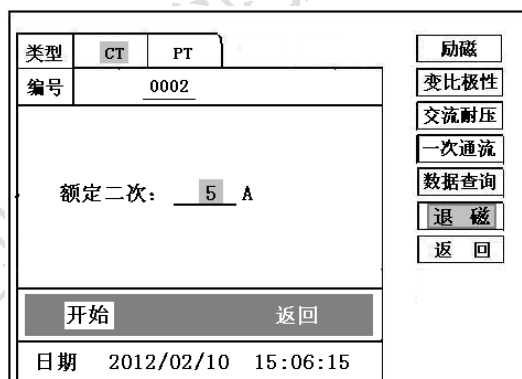 类型 CT PT
编号 0002
额定二次： 5 A
开始 返回
日期 2012/02/10 15:06:15
励磁
变比极性
交流耐压
一次通流
数据查询
退 磁
返 回